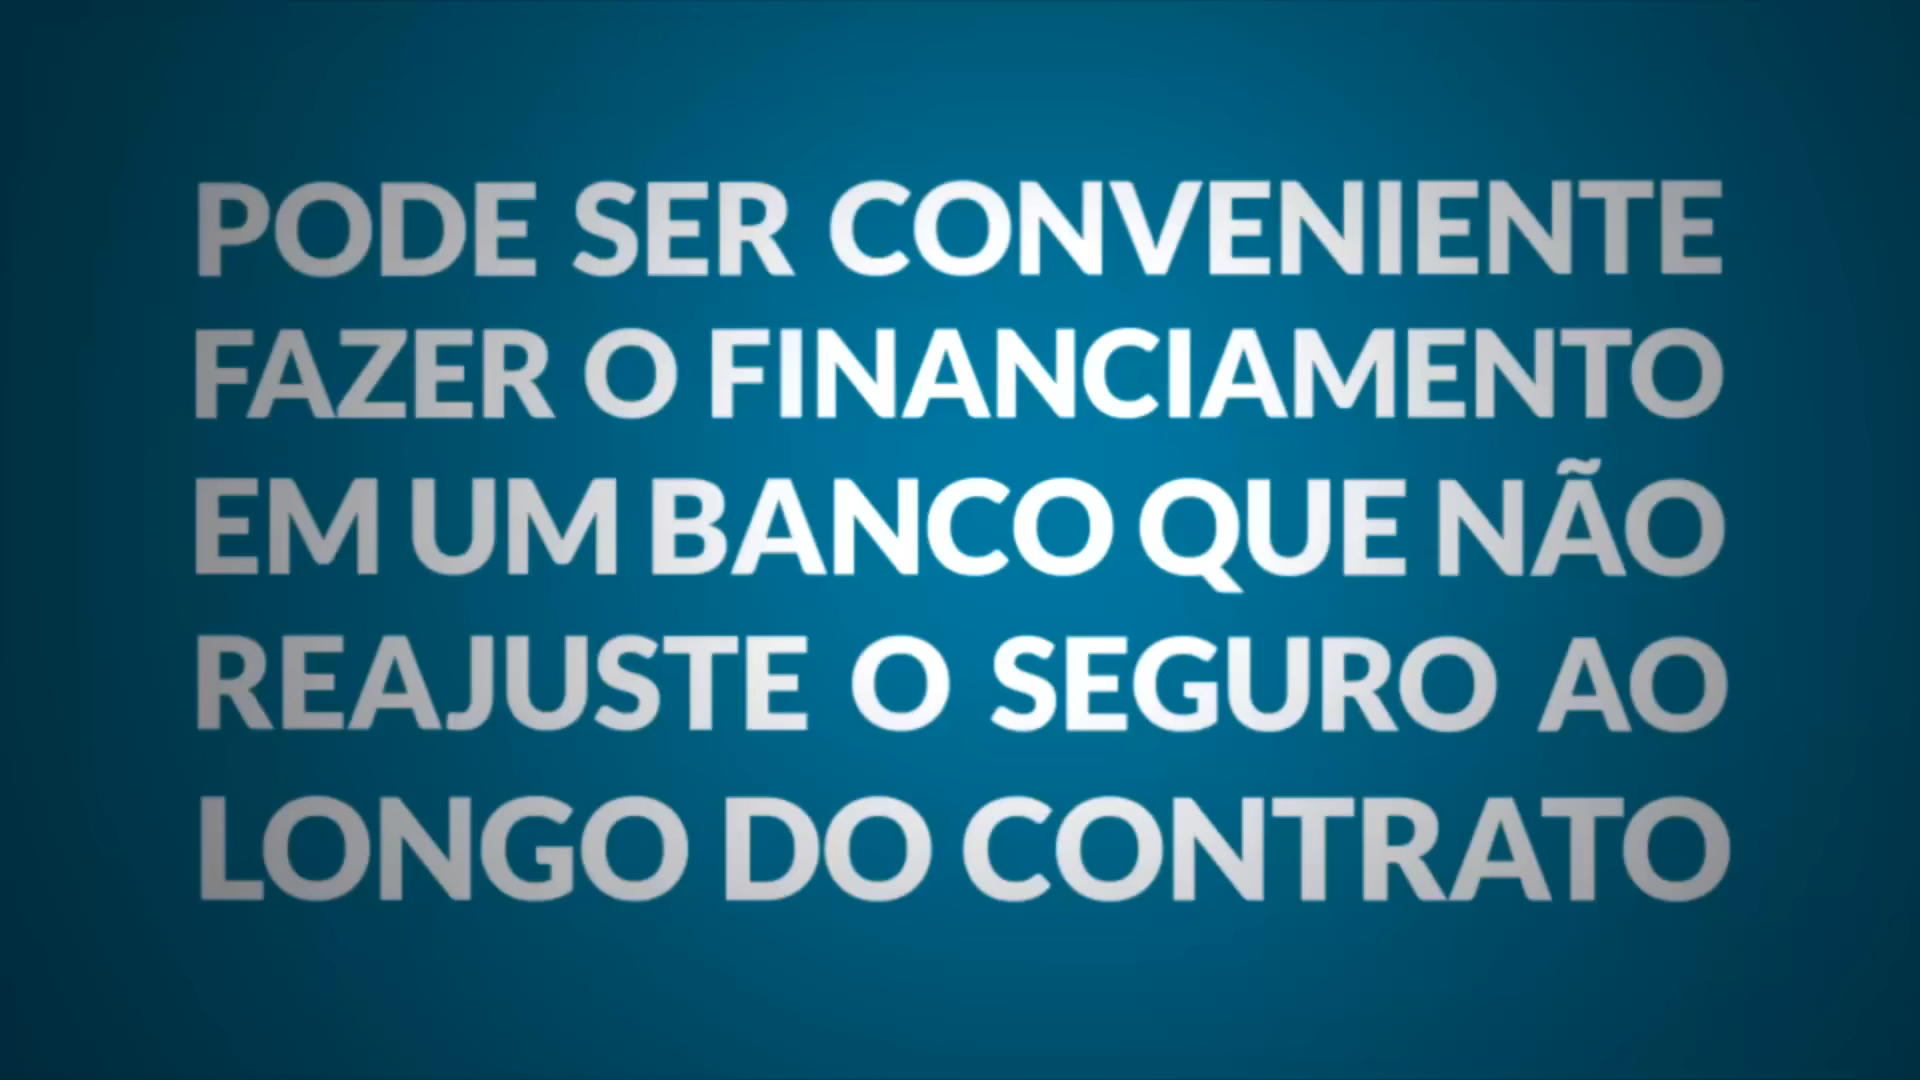 PODE SER CONVENIENTE
FAZER O FINANCIAMENTO
EM UM BANCO QUE NÃO
REAJUSTE O SEGURO AO
LONGO DO CONTRATO